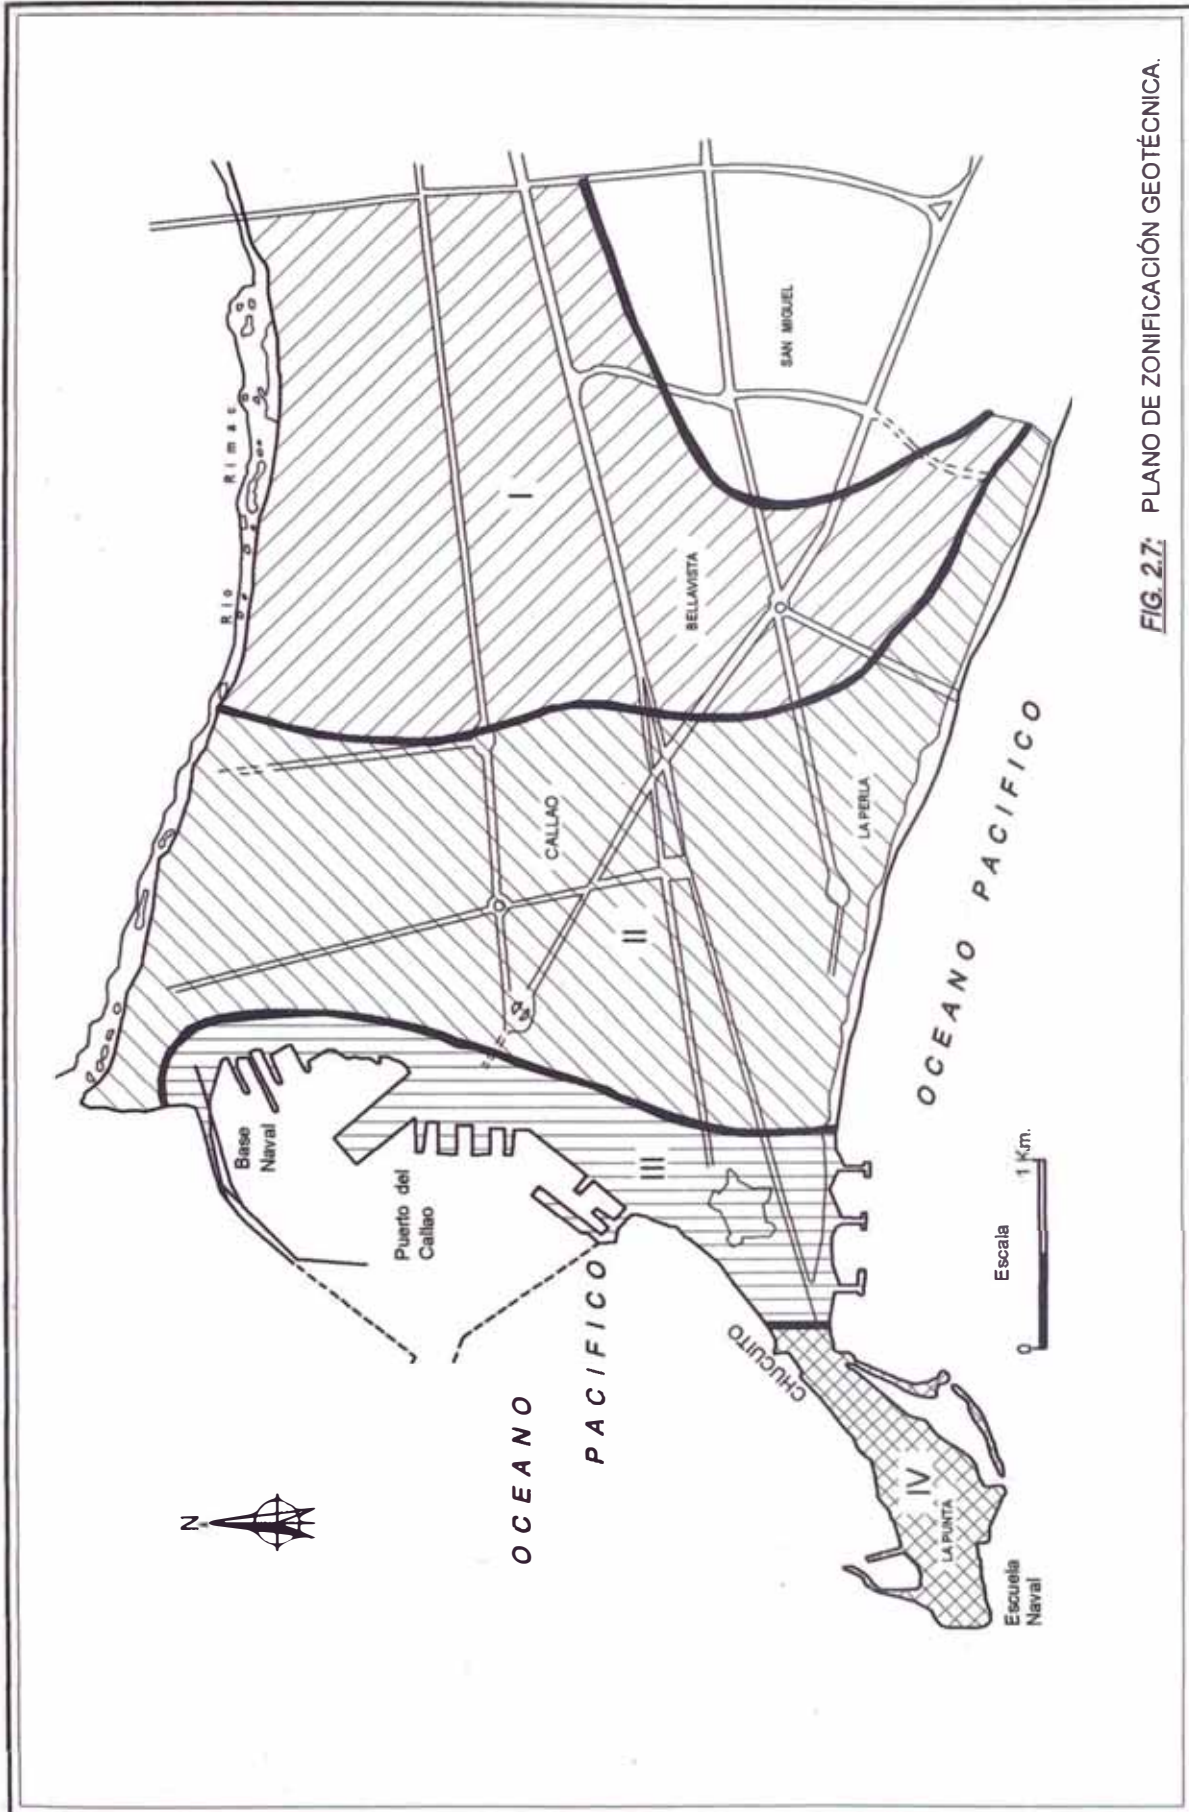 N
Río Rimac
Base
Naval
Puerto del
Callao
OCEANO
PACIFICO
CALLAO
I
II
III
BELLAVISTA
SAN MIGUEL
LA PERLA
CHUCUITO
IV
LA PUNTA
Escuela
Naval
OCEANO PACIFICO
Escala
0 1 Km.
FIG. 2.7: PLANO DE ZONIFICACIÓN GEOTÉCNICA.